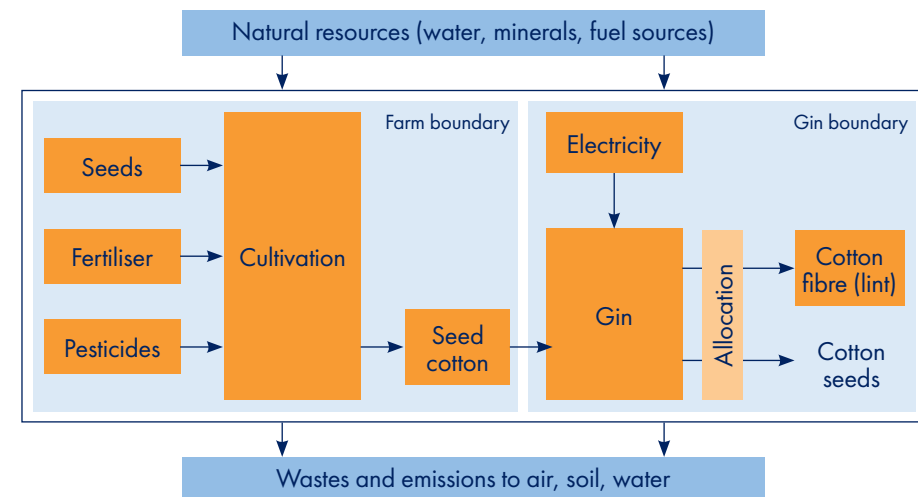 Natural resources (water, minerals, fuel sources)
Farm boundary
Gin boundary
Seeds
Fertiliser
Pesticides
Cultivation
Seed
cotton
Electricity
Gin
Allocation
Cotton
fibre (lint)
Cotton
seeds
Wastes and emissions to air, soil, water